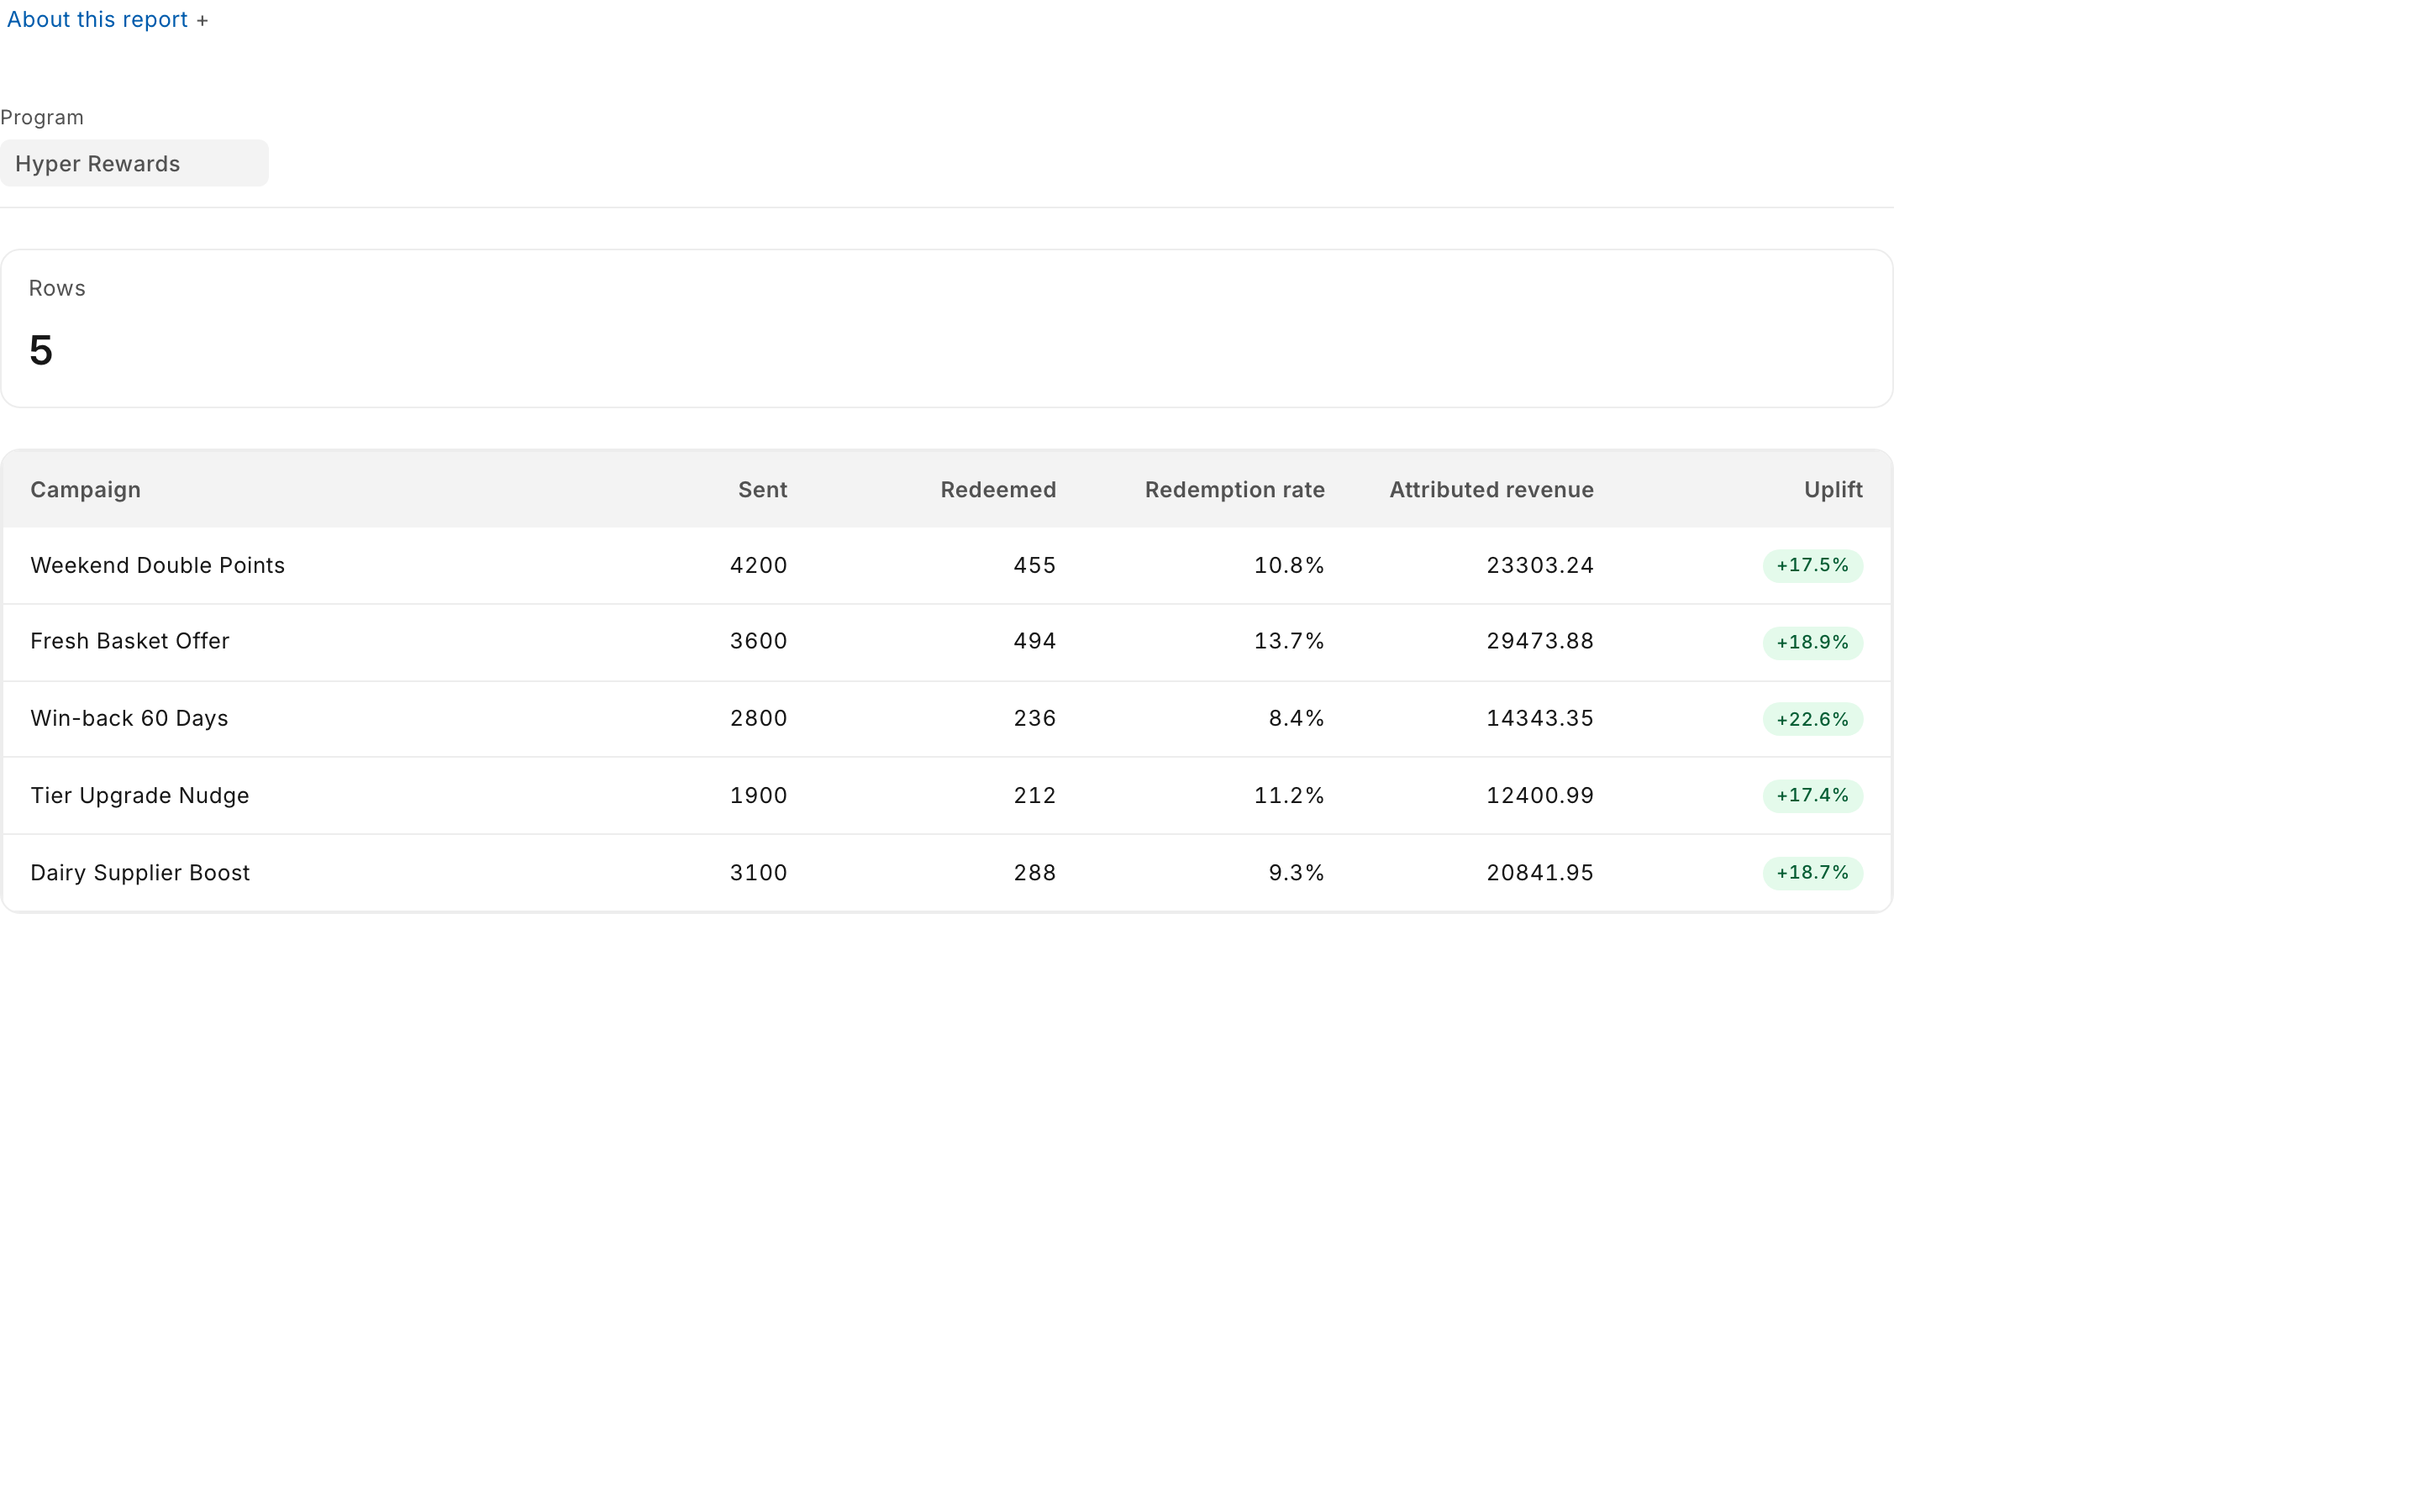 About this report +
Program
Hyper Rewards
Rows
5
Campaign Sent Redeemed Redemption rate Attributed revenue Uplift
Weekend Double Points 4200 455 10.8% 23303.24 +17.5%
Fresh Basket Offer 3600 494 13.7% 29473.88 +18.9%
Win-back 60 Days 2800 236 8.4% 14343.35 +22.6%
Tier Upgrade Nudge 1900 212 11.2% 12400.99 +17.4%
Dairy Supplier Boost 3100 288 9.3% 20841.95 +18.7%